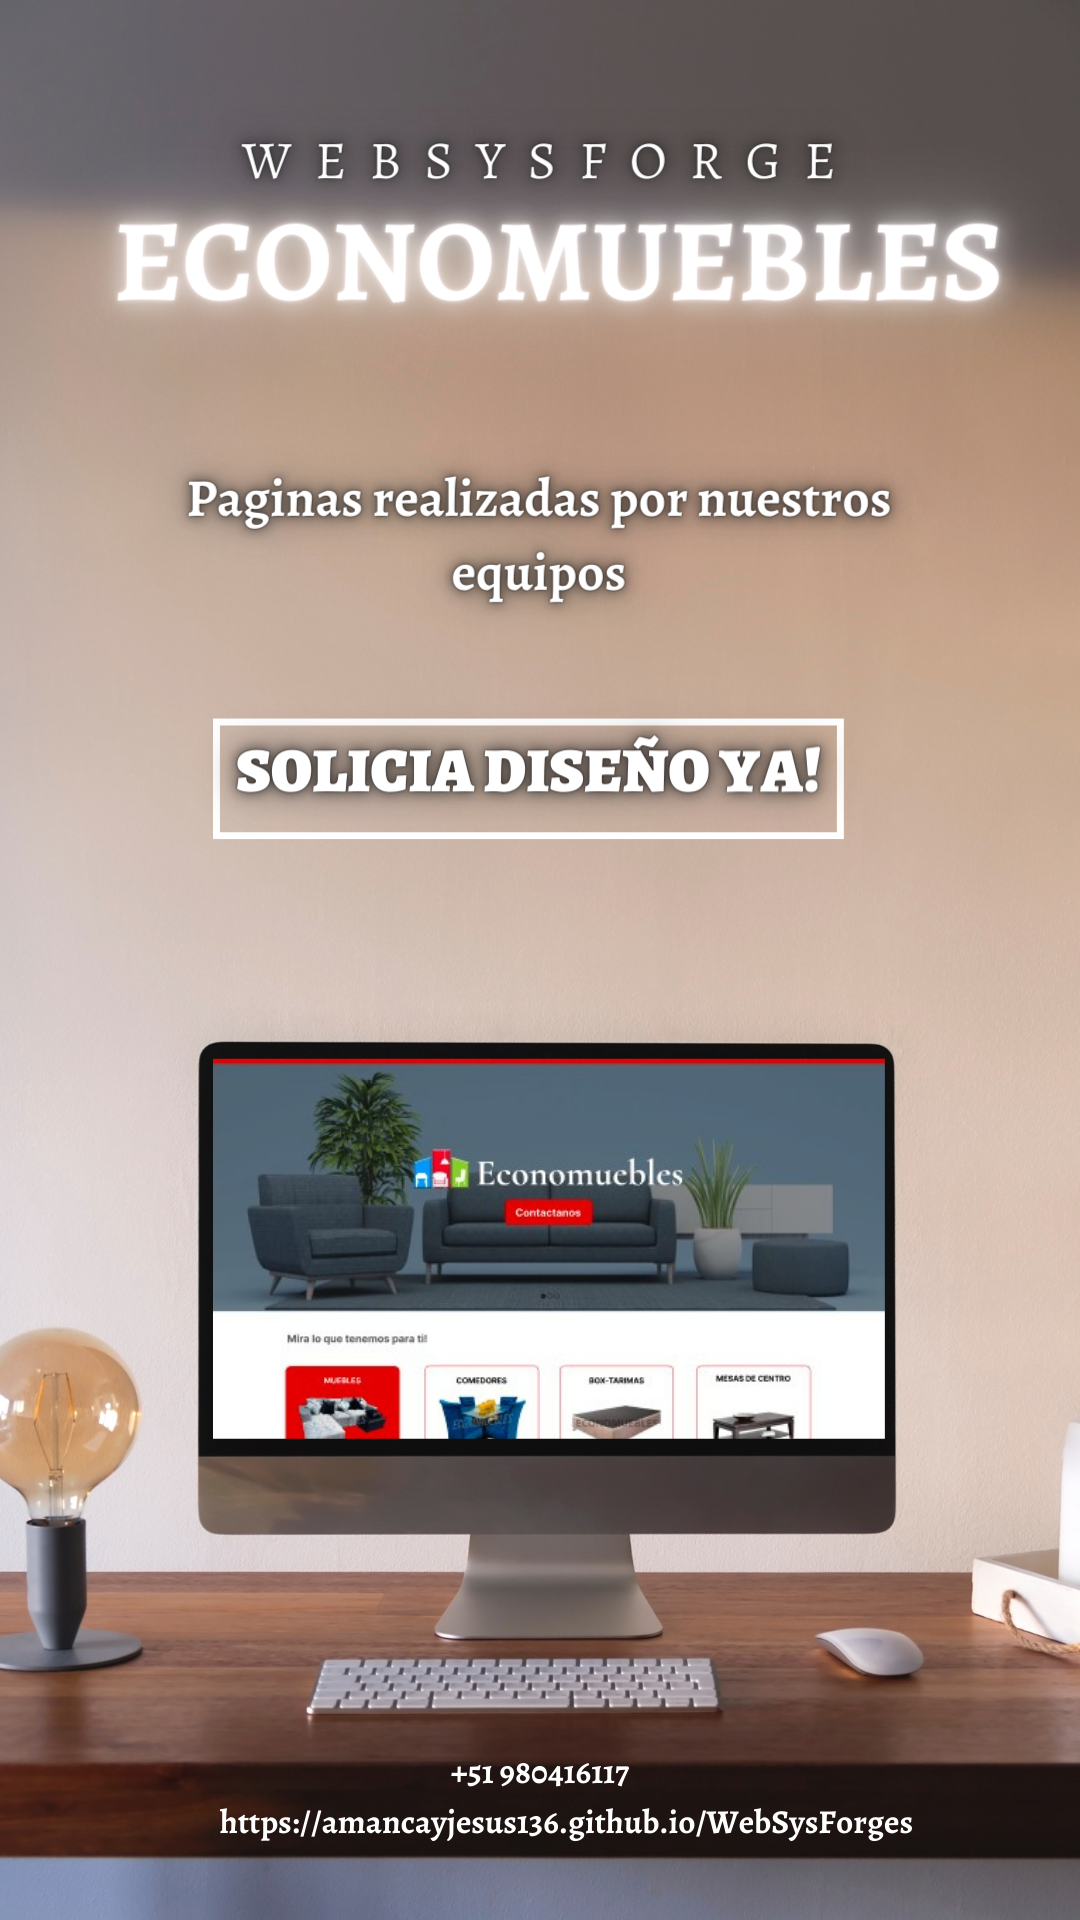 WEBSYSFORGE
ECONOMUEBLES
Paginas realizadas por nuestros
equipos
SOLICIA DISEÑO YA!
Economuebles
Contactanos
Mira lo que tenemos para ti!
MUEBLES
COMEDORES
BOX-TARIMAS
MESAS DE CENTRO
ECONOMUEBLES
+51 980416117
https://amancayjesus136.github.io/WebSysForges